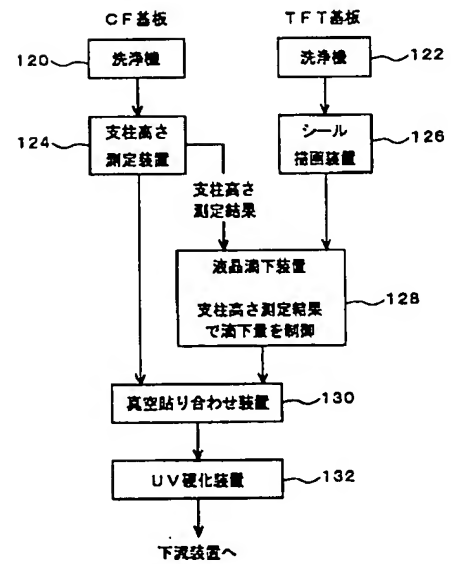 CF基板
TFT基板
120
洗浄機
洗浄機
122
124
支柱高さ
測定装置
シール
描画装置
126
支柱高さ
測定結果
液晶滴下装置
支柱高さ測定結果
で滴下量を制御
128
真空貼り合わせ装置
130
UV硬化装置
132
下流装置へ